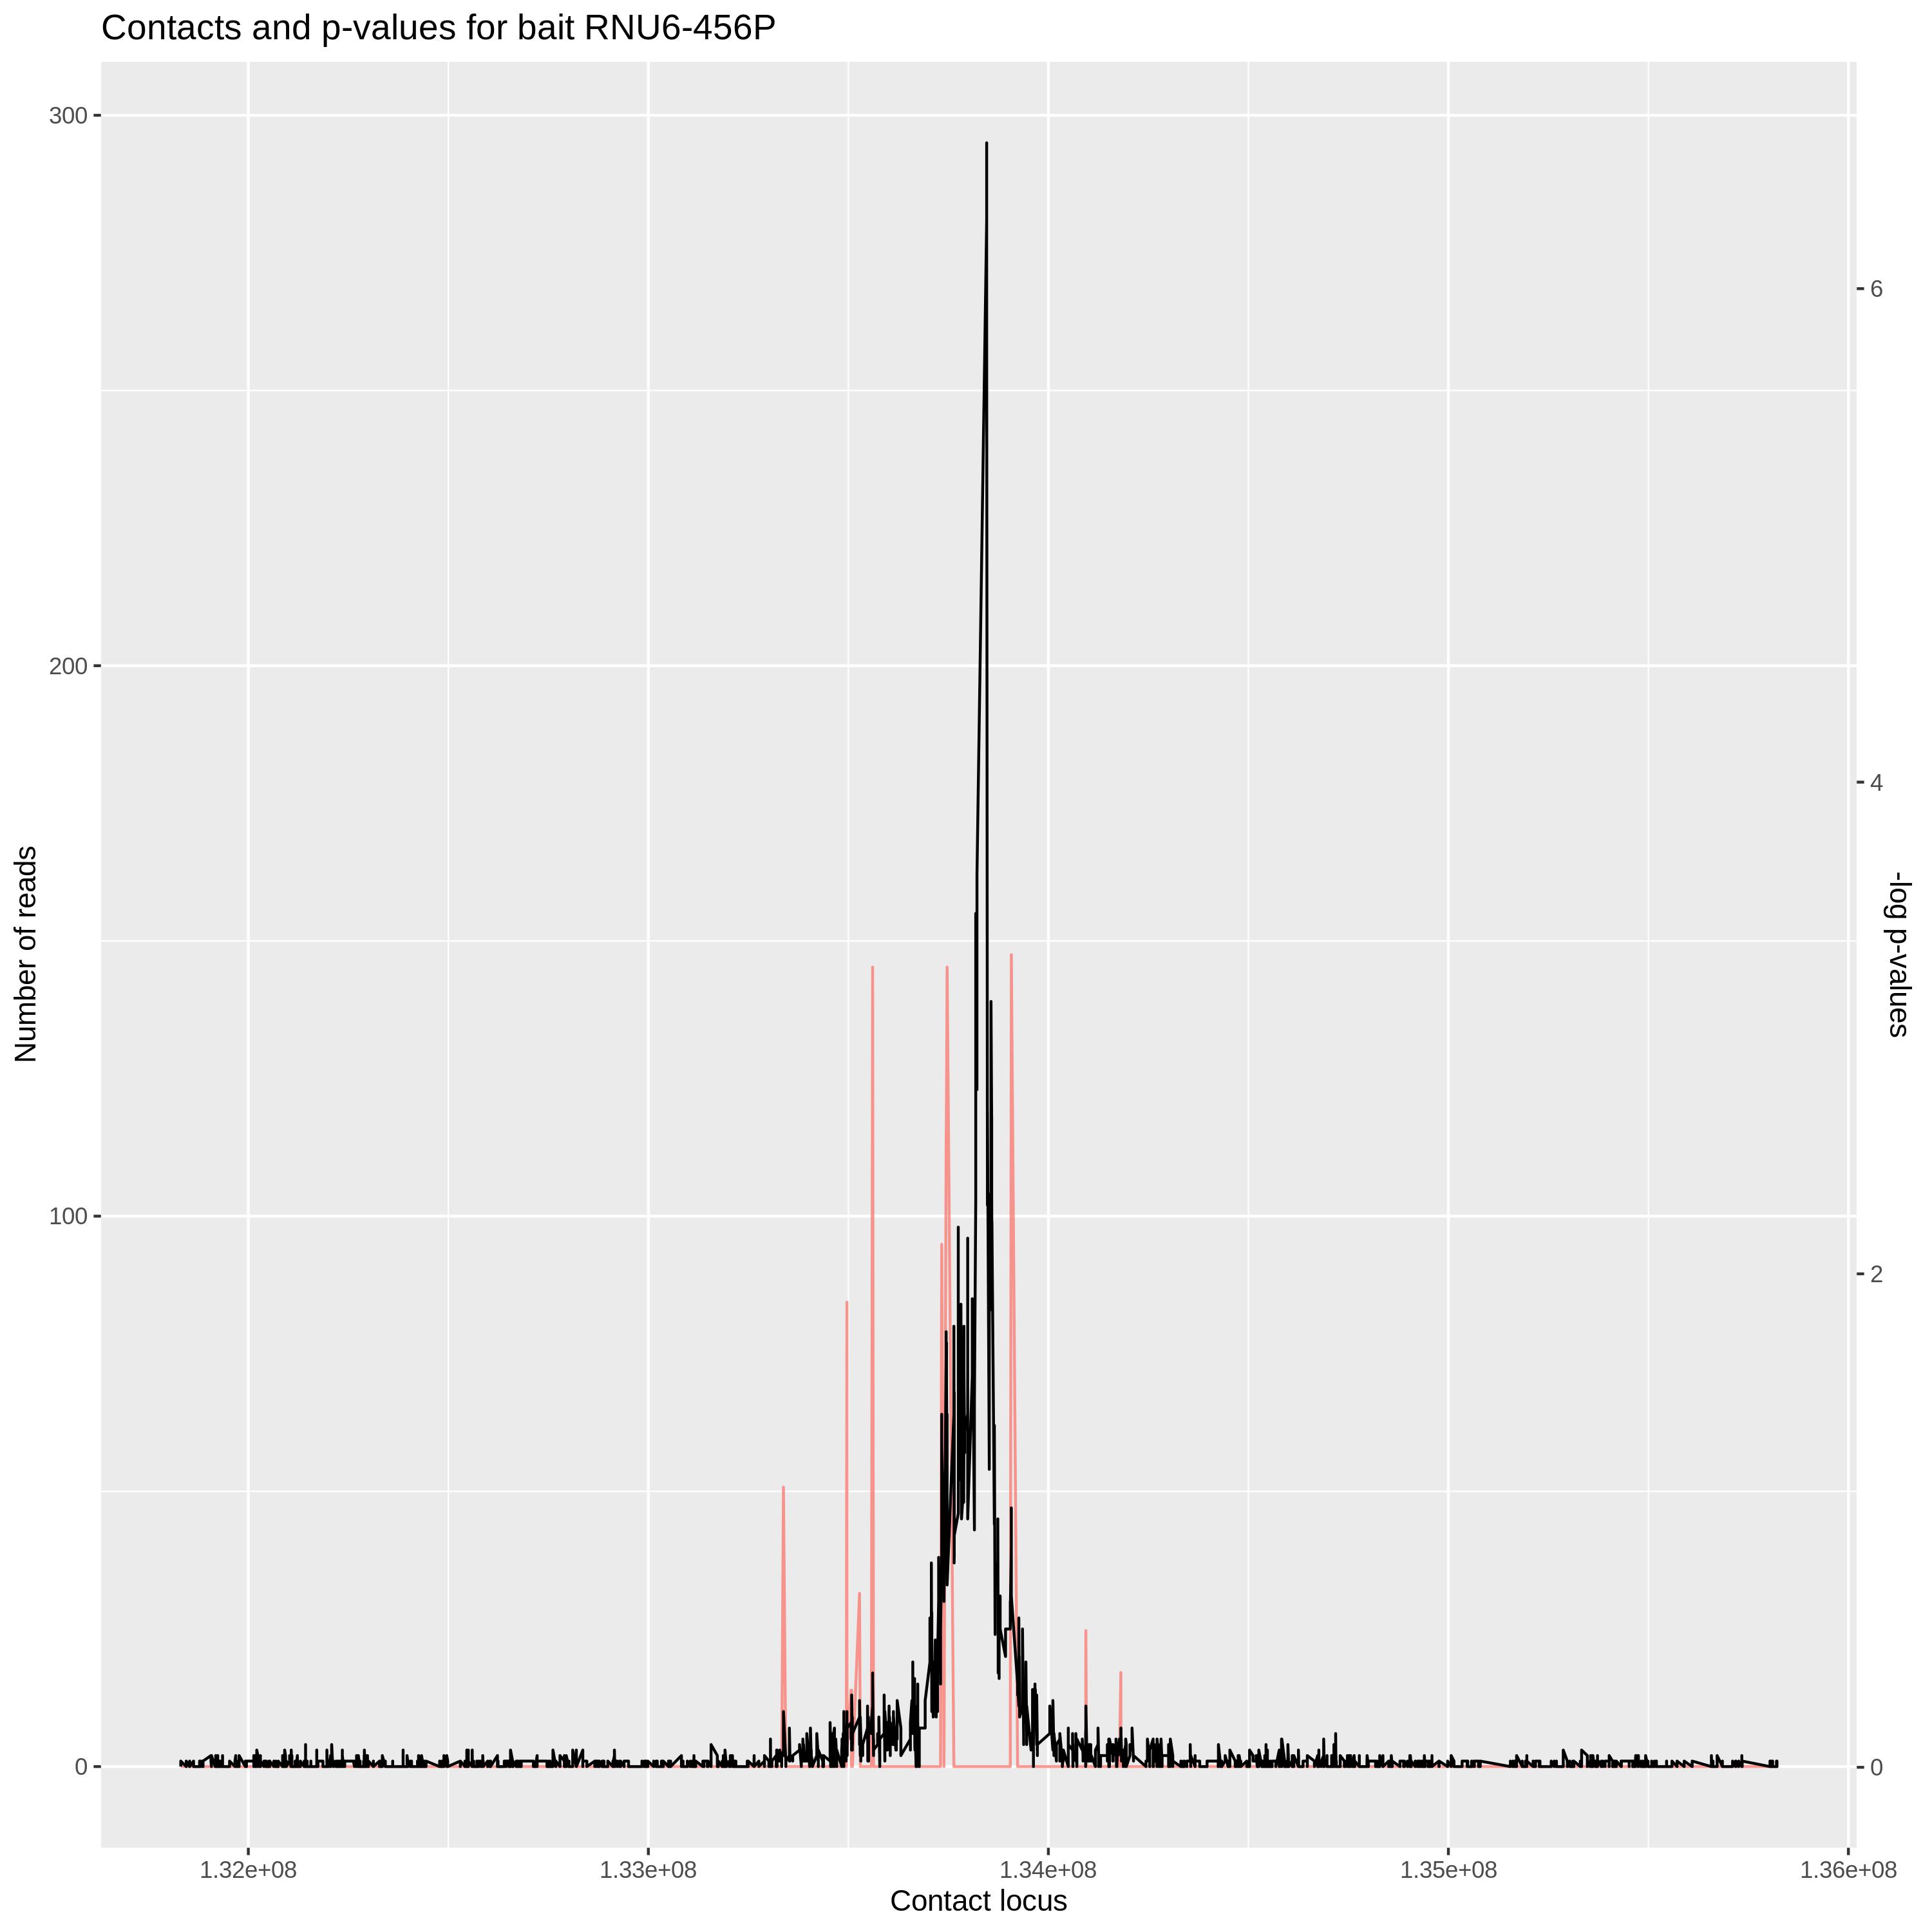 Contacts and p-values for bait RNU6-456P
300
200
100
0
Number of reads
6
4
2
0
-log p-values
1.32e+08
1.33e+08
1.34e+08
1.35e+08
1.36e+08
Contact locus